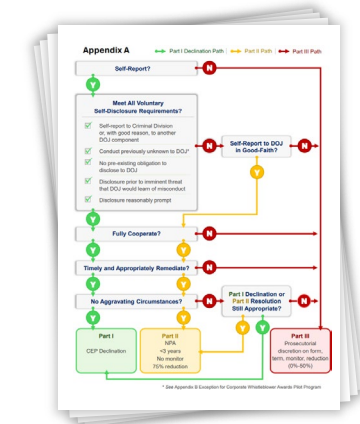 Appendix A
Part I Declination Path | Part II Path | Part III Path
Self-Report?
N
Y
Meet All Voluntary
Self-Disclosure Requirements?
Self-report to Criminal Division
or, with good reason, to another
DOJ component
Conduct previously unknown to DOJ*
No pre-existing obligation to
disclose to DOJ
Disclosure prior to imminent threat
that DOJ would learn of misconduct
Disclosure reasonably prompt
N
Self-Report to DOJ
in Good-Faith?
N
Y
Y
Fully Cooperate?
N
Y
Y
Timely and Appropriately Remediate?
N
Y
Y
No Aggravating Circumstances?
N
Part I Declination or
Part II Resolution
Still Appropriate?
N
Y
Y
Y
Y
Part I
CEP Declination
Part II
NPA
<3 years
No monitor
75% reduction
Part III
Prosecutorial
discretion on form,
term, monitor, reduction
(0%-50%)
* See Appendix B Exception for Corporate Whistleblower Awards Pilot Program